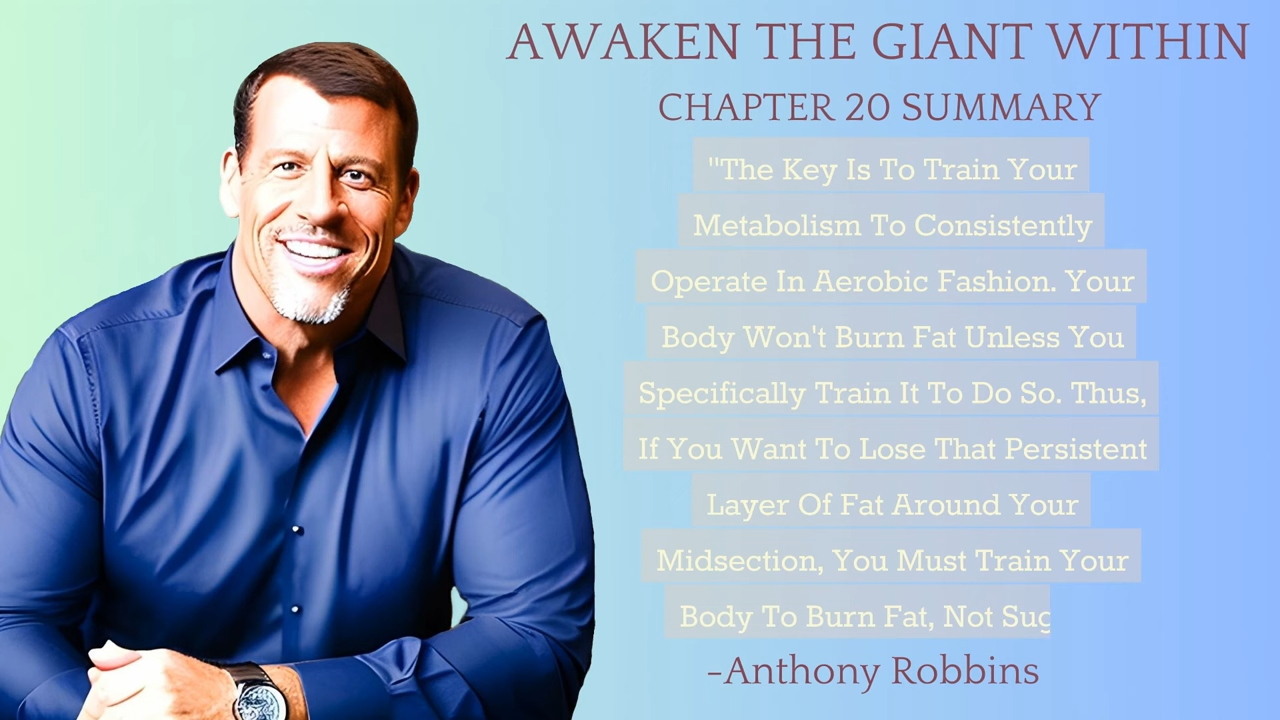 AWAKEN THE GIANT WITHIN
CHAPTER 20 SUMMARY
"The Key Is To Train Your
Metabolism To Consistently
Operate In Aerobic Fashion. Your
Body Won't Burn Fat Unless You
Specifically Train It To Do So. Thus,
If You Want To Lose That Persistent
Layer Of Fat Around Your
Midsection, You Must Train Your
Body To Burn Fat, Not Sug
–Anthony Robbins